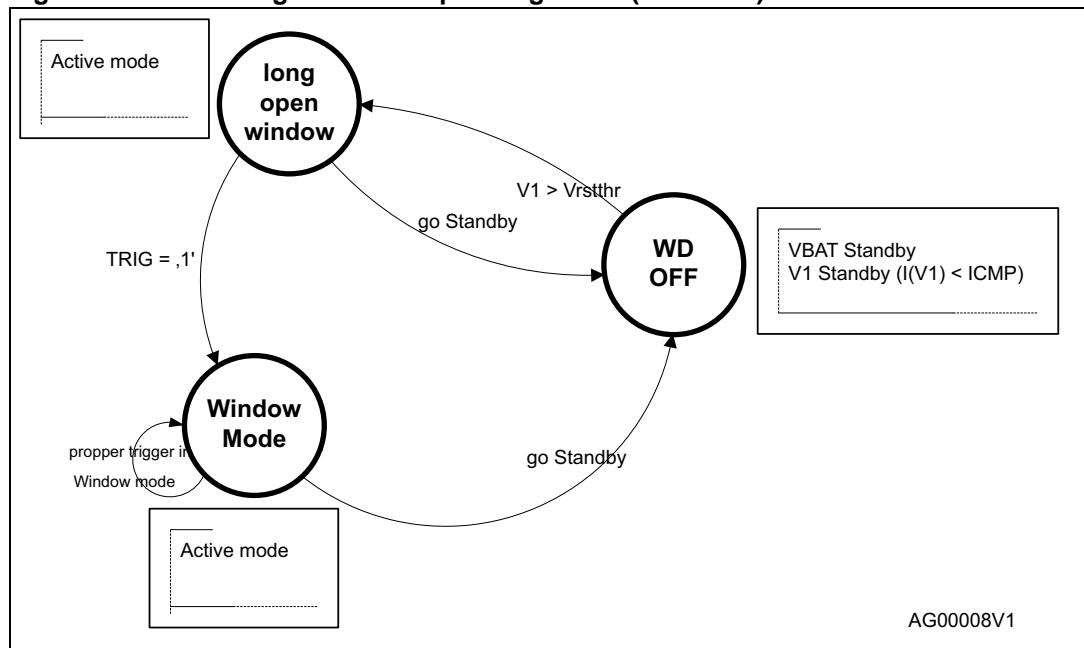 Active mode
long
open
window
V1 > Vrstthr
go Standby
WD
OFF
VBAT Standby
V1 Standby (I(V1) < ICMP)
TRIG = ‚1'
Window
Mode
propper trigger in
Window mode
go Standby
Active mode
AG00008V1